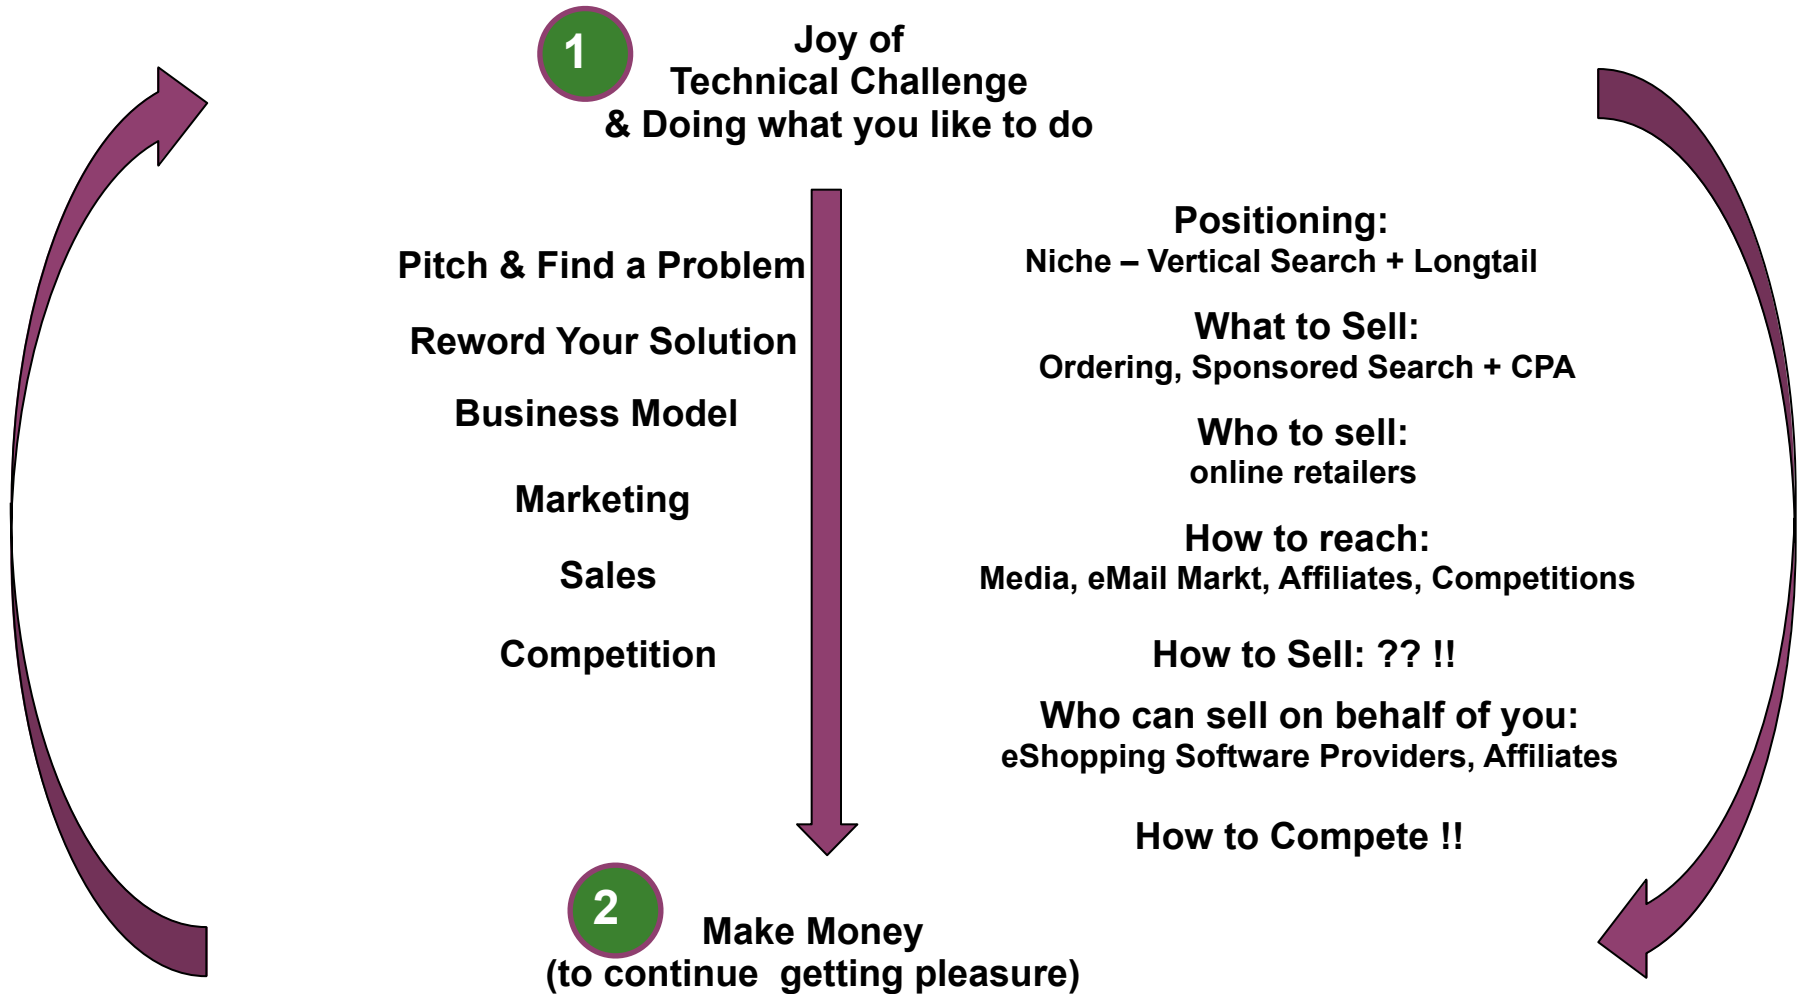 1
Joy of
Technical Challenge
& Doing what you like to do
Pitch & Find a Problem
Reword Your Solution
Business Model
Marketing
Sales
Competition
Positioning:
Niche – Vertical Search + Longtail
What to Sell:
Ordering, Sponsored Search + CPA
Who to sell:
online retailers
How to reach:
Media, eMail Markt, Affiliates, Competitions
How to Sell: ?? !!
Who can sell on behalf of you:
eShopping Software Providers, Affiliates
How to Compete !!
2
Make Money
(to continue  getting pleasure)